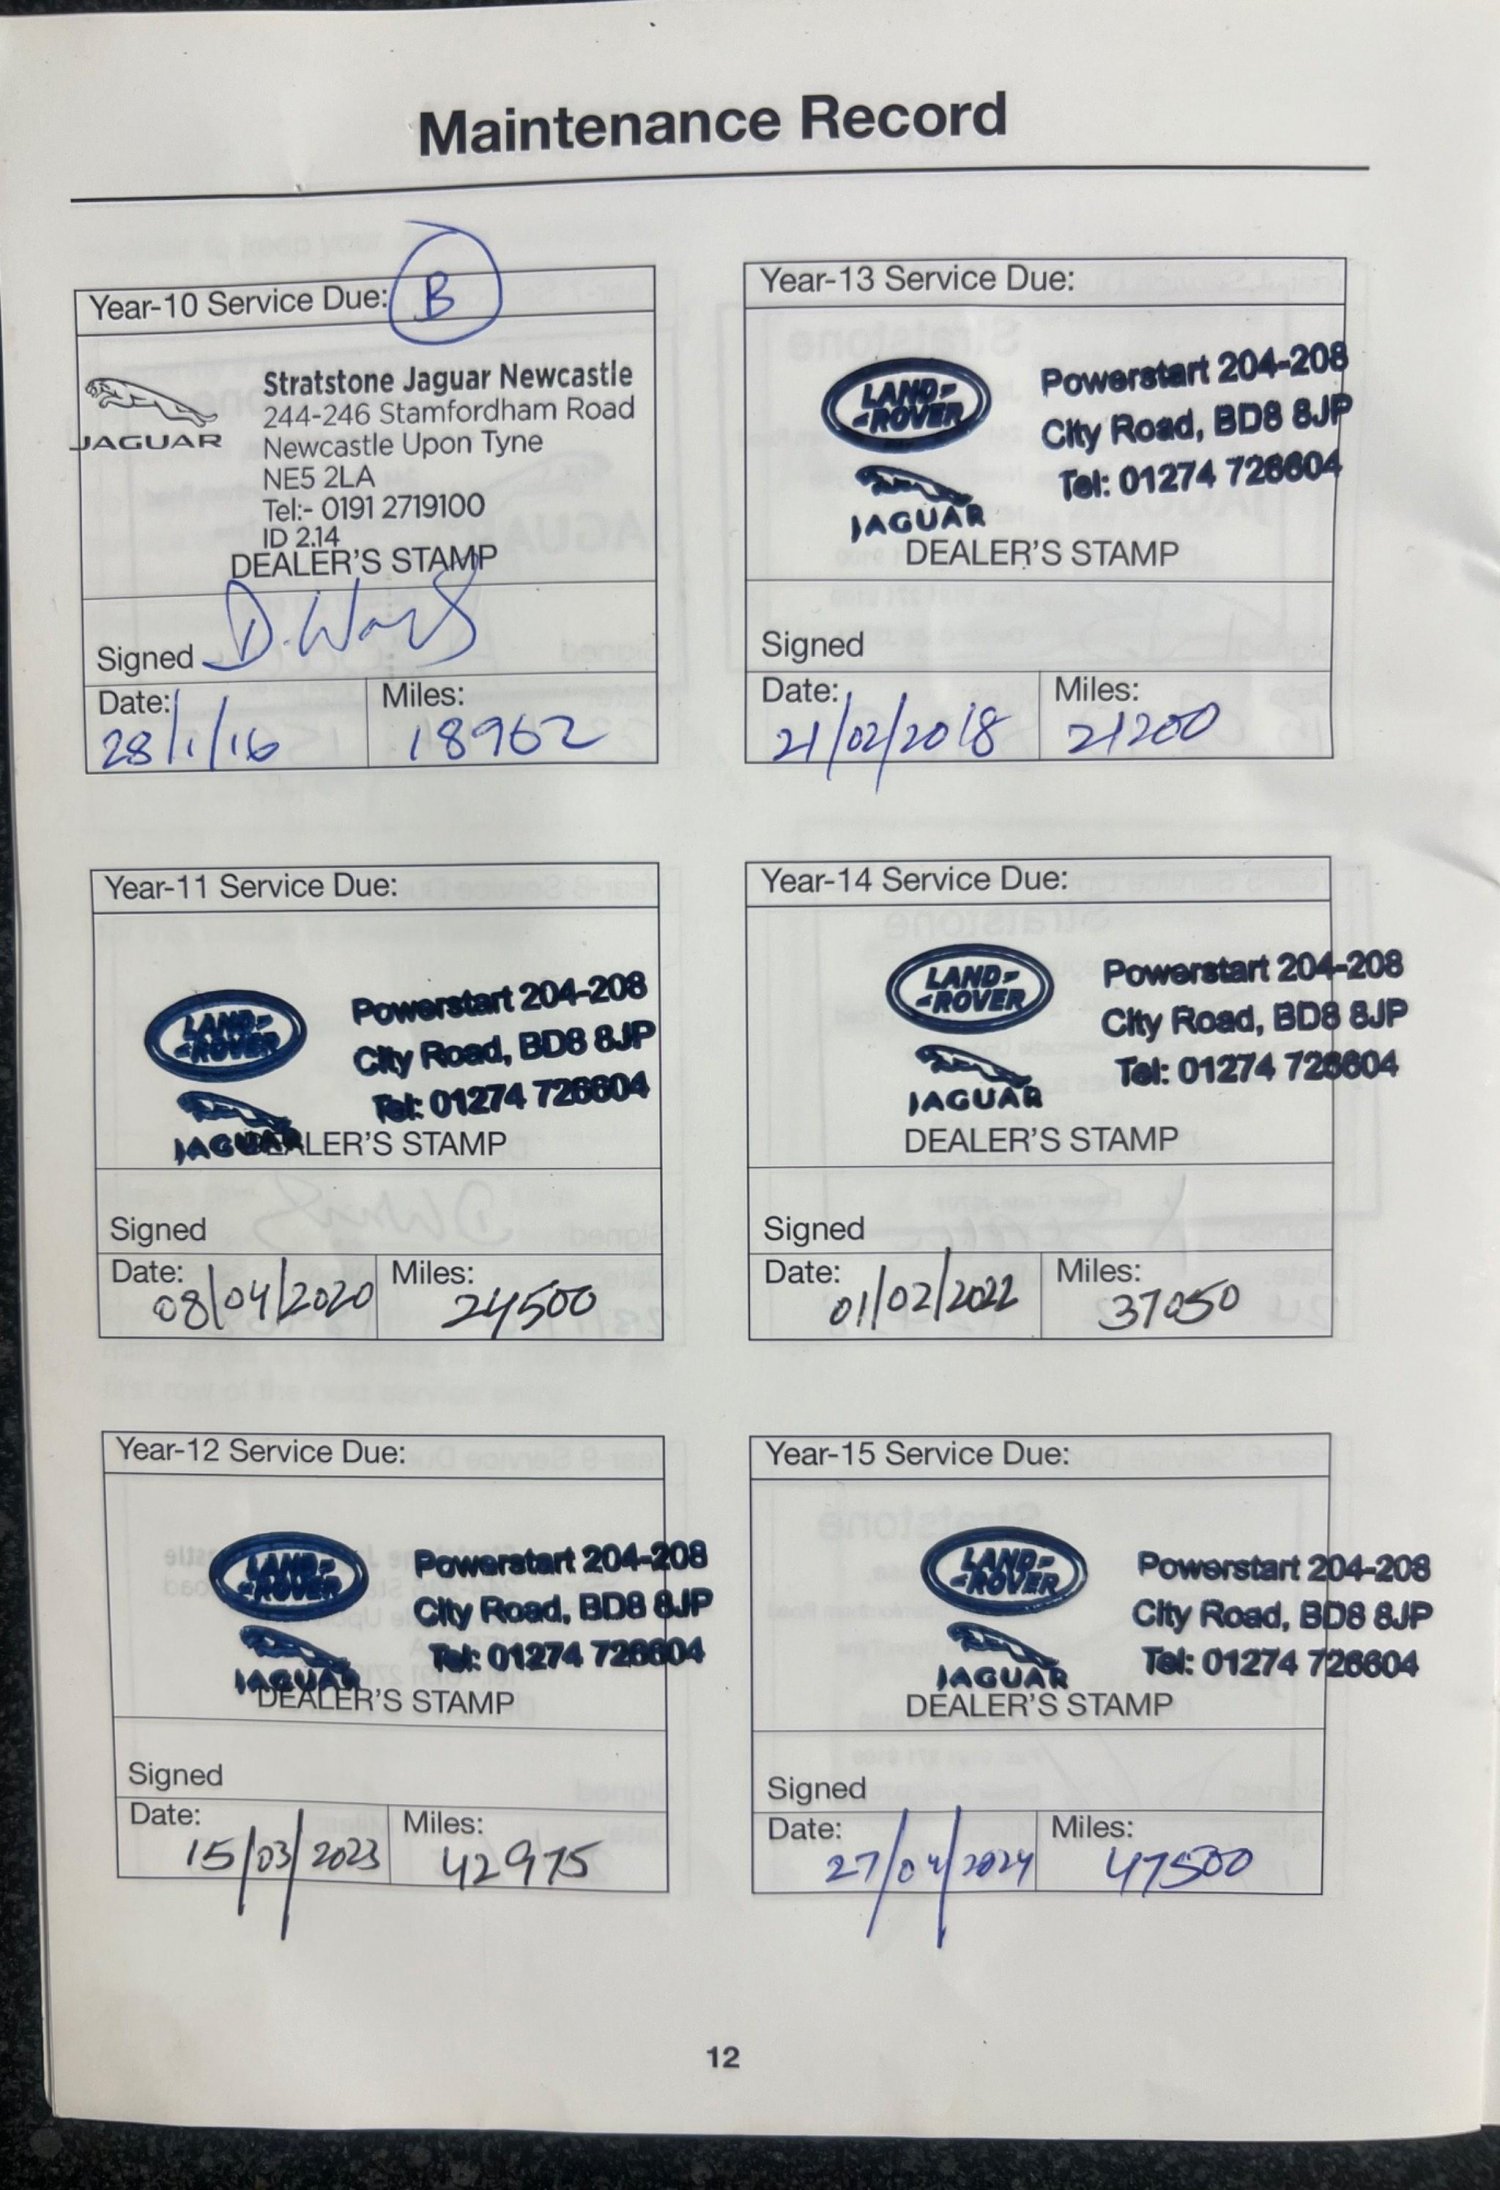 Maintenance Record
Year-10 Service Due: B
JAGUAR
Stratstone Jaguar Newcastle
244-246 Stamfordham Road
Newcastle Upon Tyne
NE5 2LA
Tel:- 0191 2719100
ID 2.14
DEALER'S STAMP
Signed
Date: 28/1/16
Miles: 18962
Year-11 Service Due:
LAND-
-ROVER
JAGUAR
Powerstart 204-208
City Road, BD8 8JP
Tel: 01274 726604
DEALER'S STAMP
Signed
Date: 08/04/2020
Miles: 24500
Year-12 Service Due:
LAND-
-ROVER
JAGUAR
Powerstart 204-208
City Road, BD8 8JP
Tel: 01274 726604
DEALER'S STAMP
Signed
Date: 15/03/2023
Miles: 42975
Year-13 Service Due:
LAND-
-ROVER
JAGUAR
Powerstart 204-208
City Road, BD8 8JP
Tel: 01274 726604
DEALER'S STAMP
Signed
Date: 21/02/2018
Miles: 21200
Year-14 Service Due:
LAND-
-ROVER
JAGUAR
Powerstart 204-208
City Road, BD8 8JP
Tel: 01274 726604
DEALER'S STAMP
Signed
Date: 01/02/2022
Miles: 37050
Year-15 Service Due:
LAND-
-ROVER
JAGUAR
Powerstart 204-208
City Road, BD8 8JP
Tel: 01274 726604
DEALER'S STAMP
Signed
Date: 27/04/2024
Miles: 47500
12